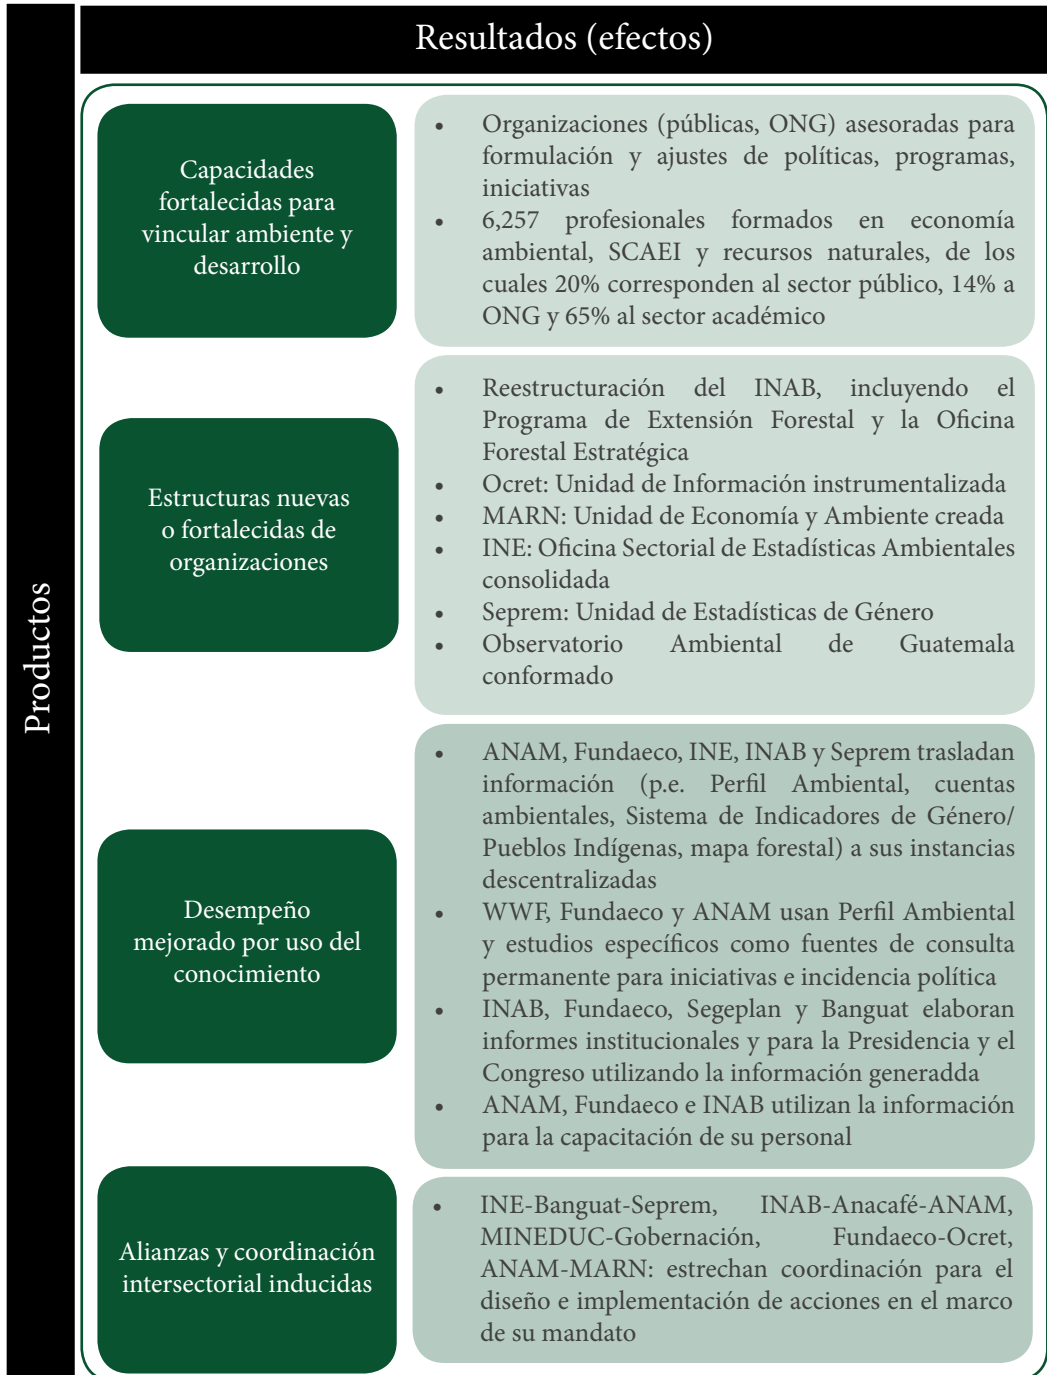 Resultados (efectos)
Productos
Capacidades
fortalecidas para
vincular ambiente y
desarrollo
• Organizaciones (públicas, ONG) asesoradas para
formulación y ajustes de políticas, programas,
iniciativas
• 6,257 profesionales formados en economía
ambiental, SCAEI y recursos naturales, de los
cuales 20% corresponden al sector público, 14% a
ONG y 65% al sector académico
Estructuras nuevas
o fortalecidas de
organizaciones
• Reestructuración del INAB, incluyendo el
Programa de Extensión Forestal y la Oficina
Forestal Estratégica
• Ocret: Unidad de Información instrumentalizada
• MARN: Unidad de Economía y Ambiente creada
• INE: Oficina Sectorial de Estadísticas Ambientales
consolidada
• Seprem: Unidad de Estadísticas de Género
• Observatorio Ambiental de Guatemala
conformado
Desempeño
mejorado por uso del
conocimiento
• ANAM, Fundaeco, INE, INAB y Seprem trasladan
información (p.e. Perfil Ambiental, cuentas
ambientales, Sistema de Indicadores de Género/
Pueblos Indígenas, mapa forestal) a sus instancias
descentralizadas
• WWF, Fundaeco y ANAM usan Perfil Ambiental
y estudios específicos como fuentes de consulta
permanente para iniciativas e incidencia política
• INAB, Fundaeco, Segeplan y Banguat elaboran
informes institucionales y para la Presidencia y el
Congreso utilizando la información generadda
• ANAM, Fundaeco e INAB utilizan la información
para la capacitación de su personal
Alianzas y coordinación
intersectorial inducidas
• INE-Banguat-Seprem, INAB-Anacafé-ANAM,
MINEDUC-Gobernación, Fundaeco-Ocret,
ANAM-MARN: estrechan coordinación para el
diseño e implementación de acciones en el marco
de su mandato